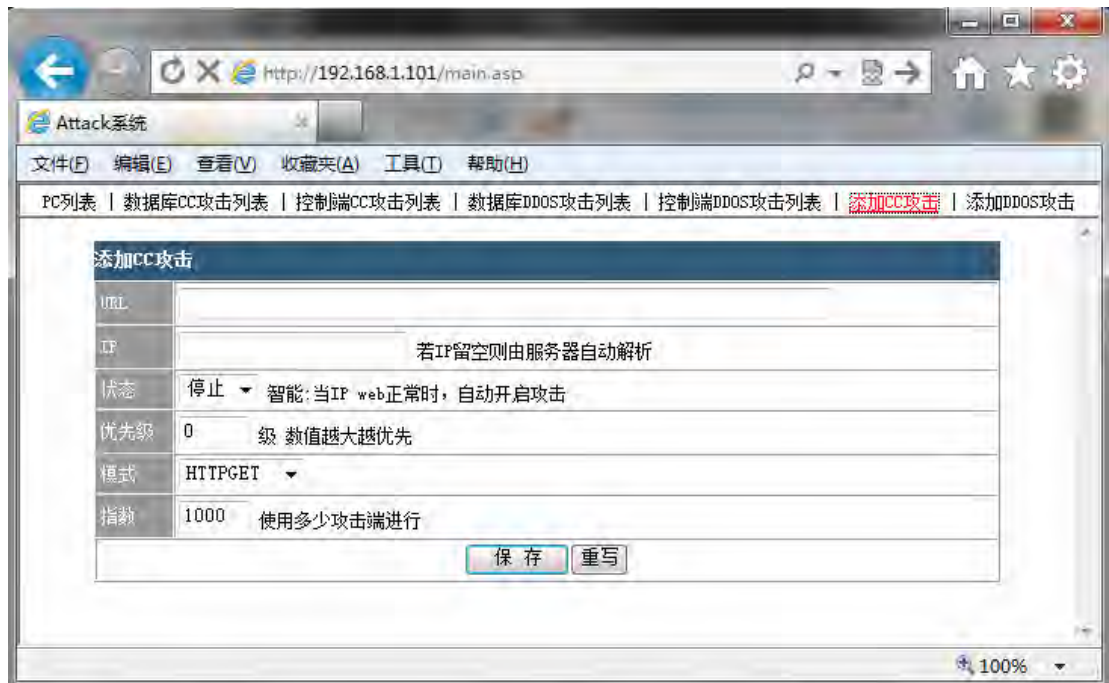 http://192.168.1.101/main.asp
Attack系统
文件(F) 编辑(E) 查看(V) 收藏夹(A) 工具(T) 帮助(H)
PC列表 | 数据库CC攻击列表 | 控制端CC攻击列表 | 数据库DDOS攻击列表 | 控制端DDOS攻击列表 | 添加CC攻击 | 添加DDOS攻击
添加CC攻击
URL
IP 若IP留空则由服务器自动解析
状态 停止 智能:当IP web正常时，自动开启攻击
优先级 0 级 数值越大越优先
模式 HTTPGET
指数 1000 使用多少攻击端进行
保 存 重写
100%